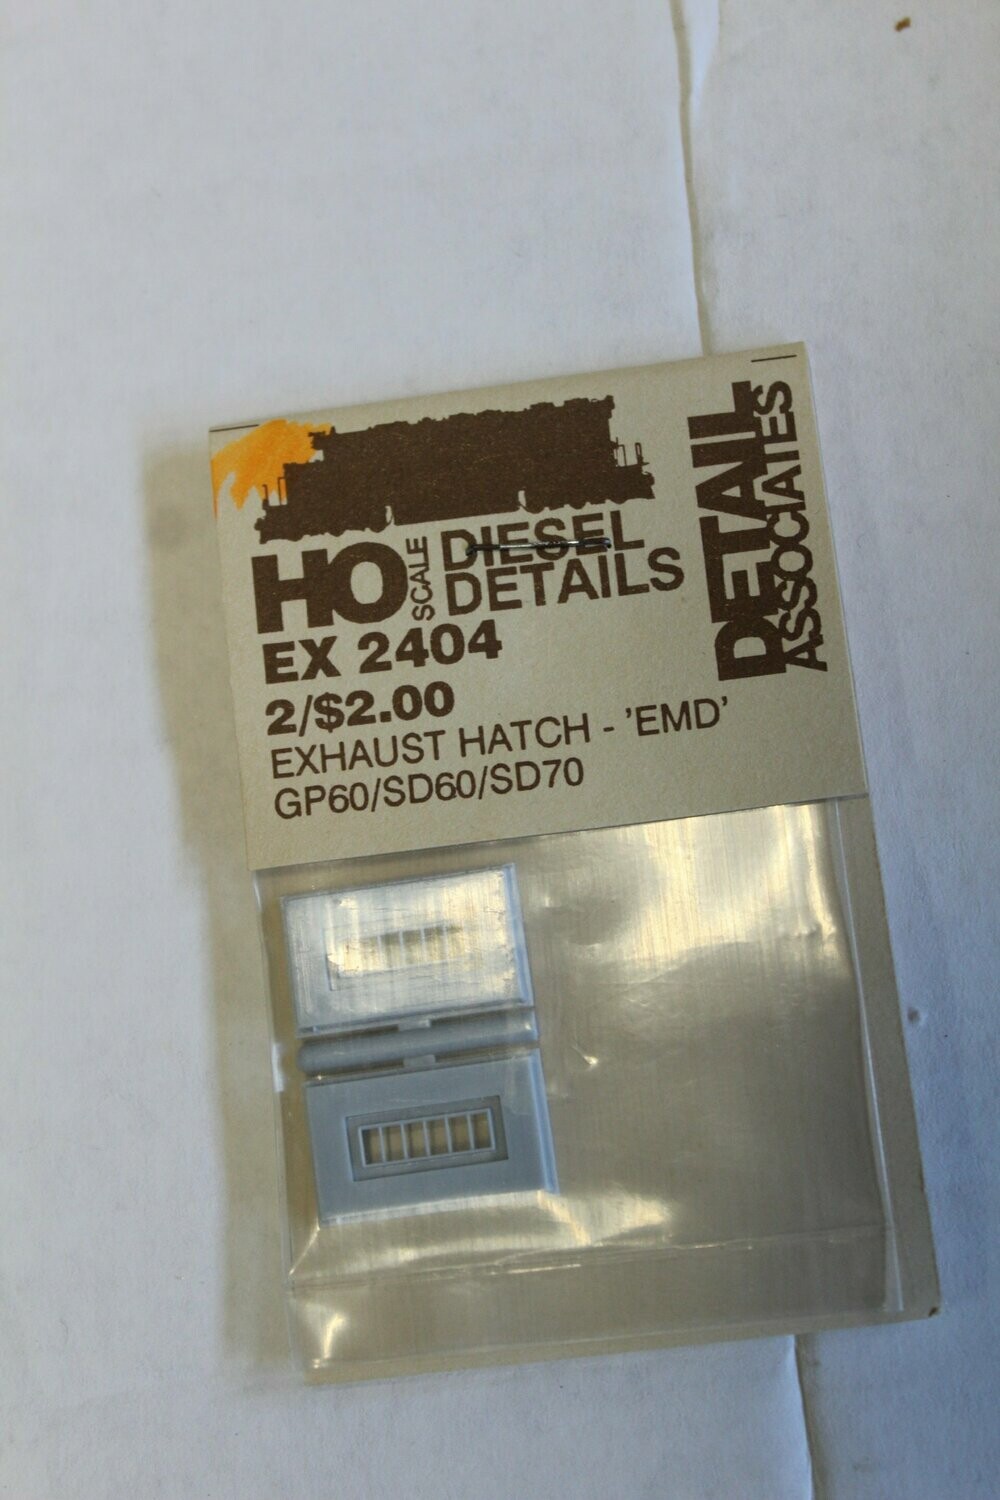 HO SCALE DIESEL DETAILS
EX 2404
2/$2.00
EXHAUST HATCH - 'EMD'
GP60/SD60/SD70
DETAIL
ASSOCIATES